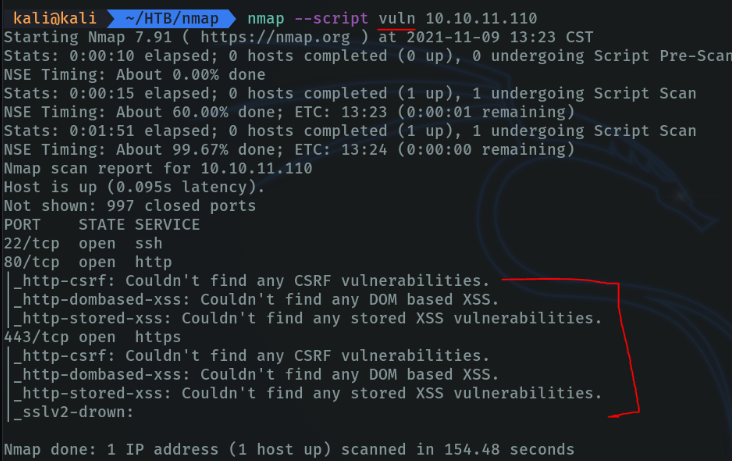 kali@kali ~/HTB/nmap nmap --script vuln 10.10.11.110
Starting Nmap 7.91 ( https://nmap.org ) at 2021-11-09 13:23 CST
Stats: 0:00:10 elapsed; 0 hosts completed (0 up), 0 undergoing Script Pre-Scan
NSE Timing: About 0.00% done
Stats: 0:00:15 elapsed; 0 hosts completed (1 up), 1 undergoing Script Scan
NSE Timing: About 60.00% done; ETC: 13:23 (0:00:01 remaining)
Stats: 0:01:51 elapsed; 0 hosts completed (1 up), 1 undergoing Script Scan
NSE Timing: About 99.67% done; ETC: 13:24 (0:00:00 remaining)
Nmap scan report for 10.10.11.110
Host is up (0.095s latency).
Not shown: 997 closed ports
PORT    STATE SERVICE
22/tcp  open  ssh
80/tcp  open  http
|_http-csrf: Couldn't find any CSRF vulnerabilities.
|_http-dombased-xss: Couldn't find any DOM based XSS.
|_http-stored-xss: Couldn't find any stored XSS vulnerabilities.
443/tcp open  https
|_http-csrf: Couldn't find any CSRF vulnerabilities.
|_http-dombased-xss: Couldn't find any DOM based XSS.
|_http-stored-xss: Couldn't find any stored XSS vulnerabilities.
|_sslv2-drown:
Nmap done: 1 IP address (1 host up) scanned in 154.48 seconds